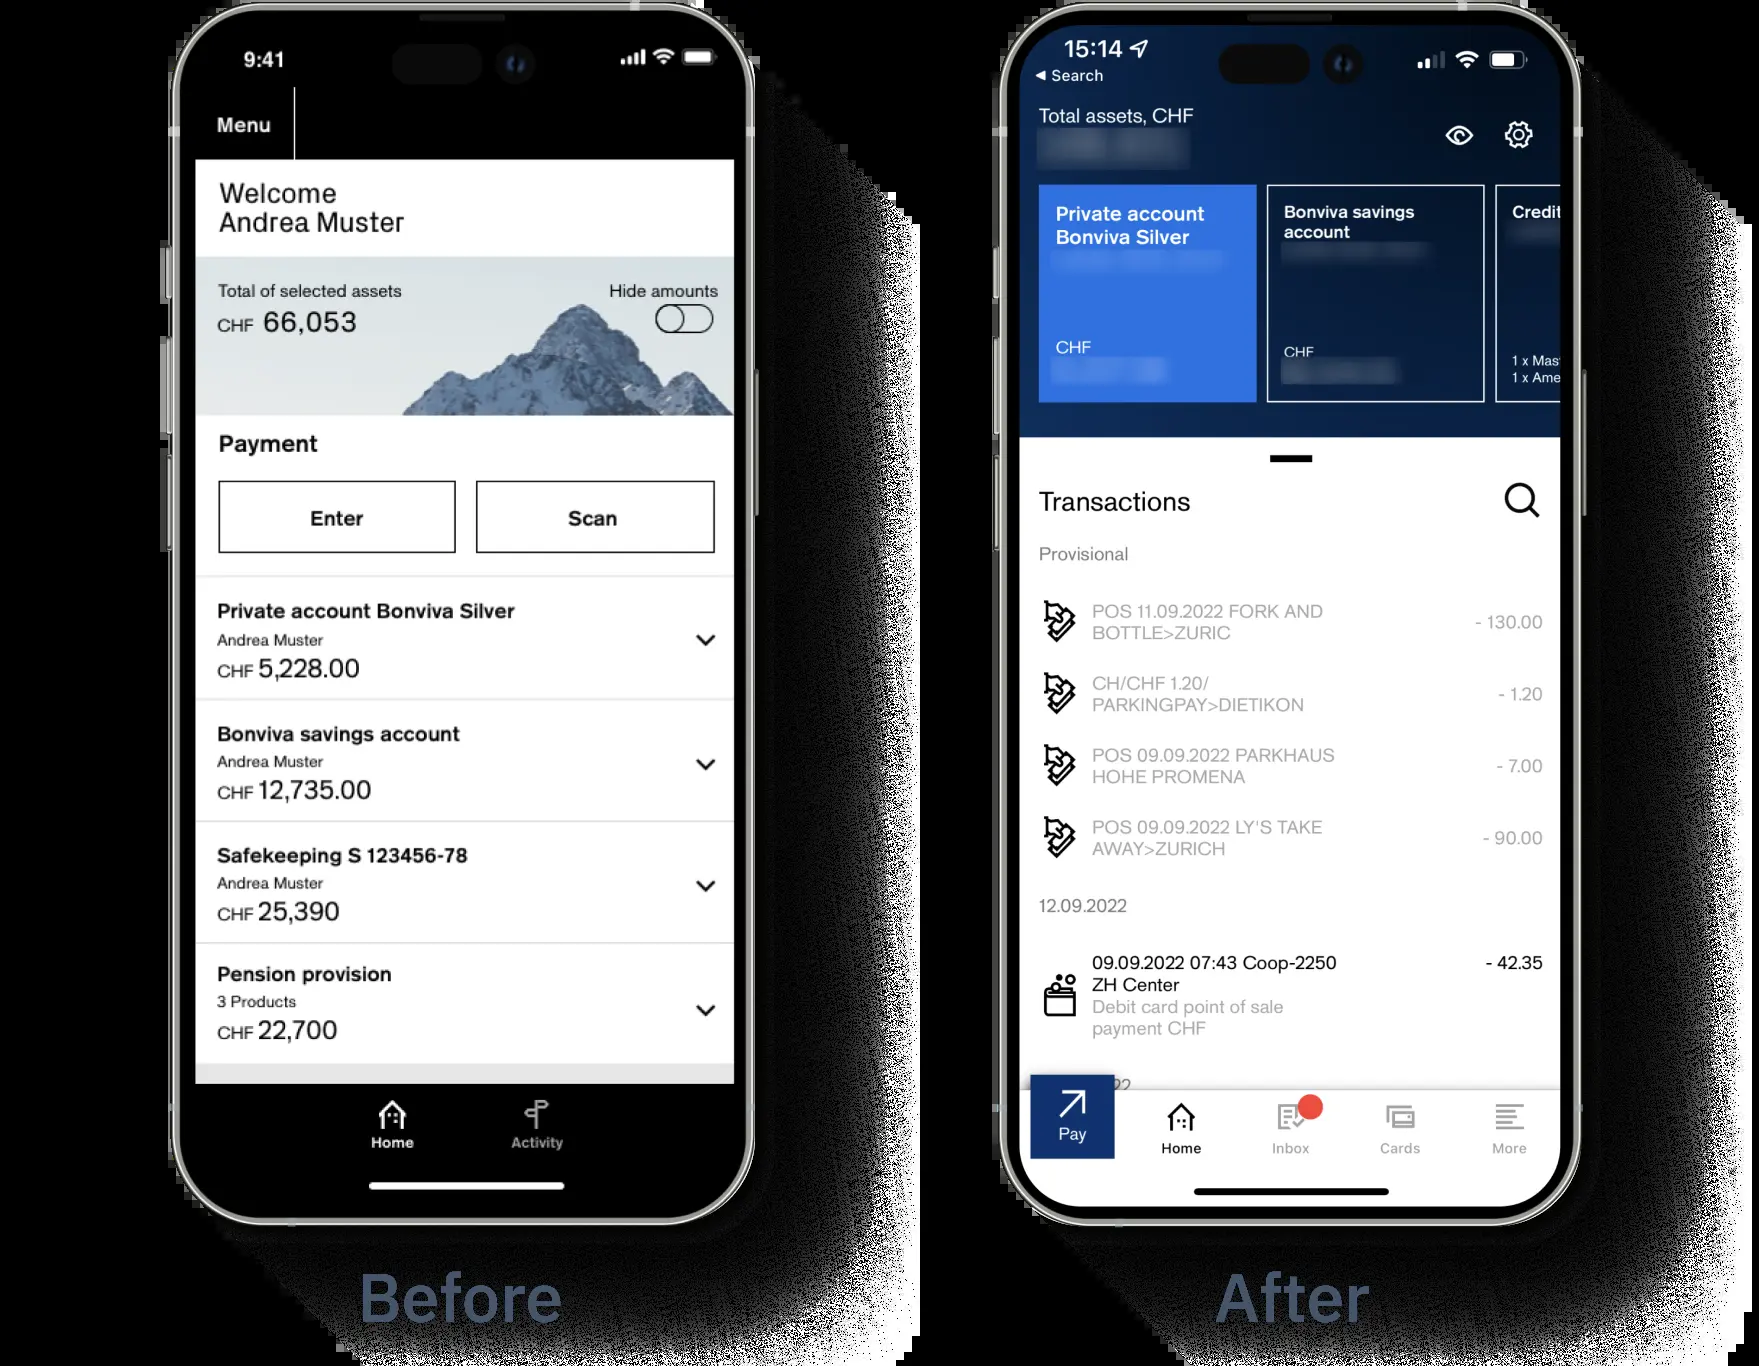 9:41
Menu
Welcome
Andrea Muster
Total of selected assets
Hide amounts
CHF 66,053
Payment
Enter
Scan
Private account Bonviva Silver
Andrea Muster
CHF 5,228.00
Bonviva savings account
Andrea Muster
CHF 12,735.00
Safekeeping S 123456-78
Andrea Muster
CHF 25,390
Pension provision
3 Products
CHF 22,700
Home
Activity
Before
15:14
◀ Search
Total assets, CHF
Private account
Bonviva Silver
CHF
Bonviva savings
account
CHF
Credit
1 x Mas
1 x Ame
Transactions
Provisional
POS 11.09.2022 FORK AND
BOTTLE>ZURIC
- 130.00
CH/CHF 1.20/
PARKINGPAY>DIETIKON
- 1.20
POS 09.09.2022 PARKHAUS
HOHE PROMENA
- 7.00
POS 09.09.2022 LY'S TAKE
AWAY>ZURICH
- 90.00
12.09.2022
09.09.2022 07:43 Coop-2250
ZH Center
- 42.35
Debit card point of sale
payment CHF
Pay
Home
Inbox
Cards
More
After